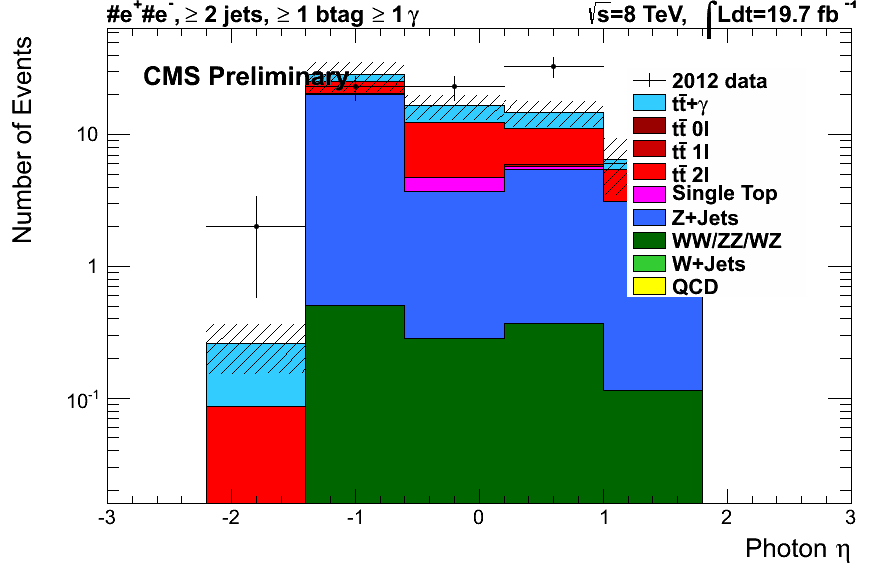 #e⁺#e⁻, ≥ 2 jets, ≥ 1 btag ≥ 1 γ
√s=8 TeV, ∫Ldt=19.7 fb⁻¹
CMS Preliminary
Number of Events
10
1
10⁻¹
2012 data
tt̄+γ
tt̄ 0l
tt̄ 1l
tt̄ 2l
Single Top
Z+Jets
WW/ZZ/WZ
W+Jets
QCD
-3 -2 -1 0 1 2 3
Photon η